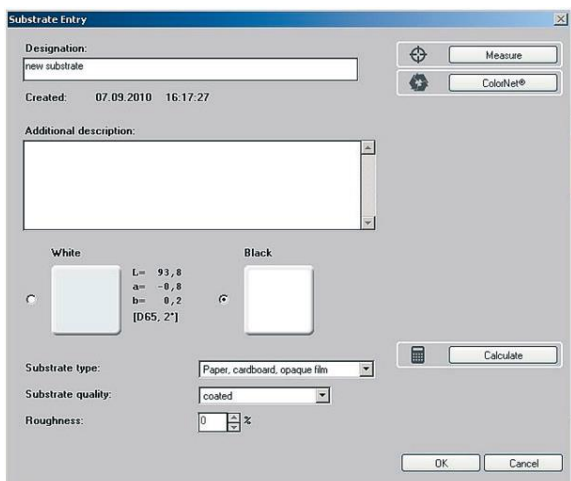 Substrate Entry
Designation:
new substrate
Measure
ColorNet®
Created: 07.09.2010 16:17:27
Additional description:
White
Black
L= 93,8
a= -0,8
b= 0,2
[D65, 2°]
Substrate type: Paper, cardboard, opaque film
Calculate
Substrate quality: coated
Roughness: 0 %
OK
Cancel